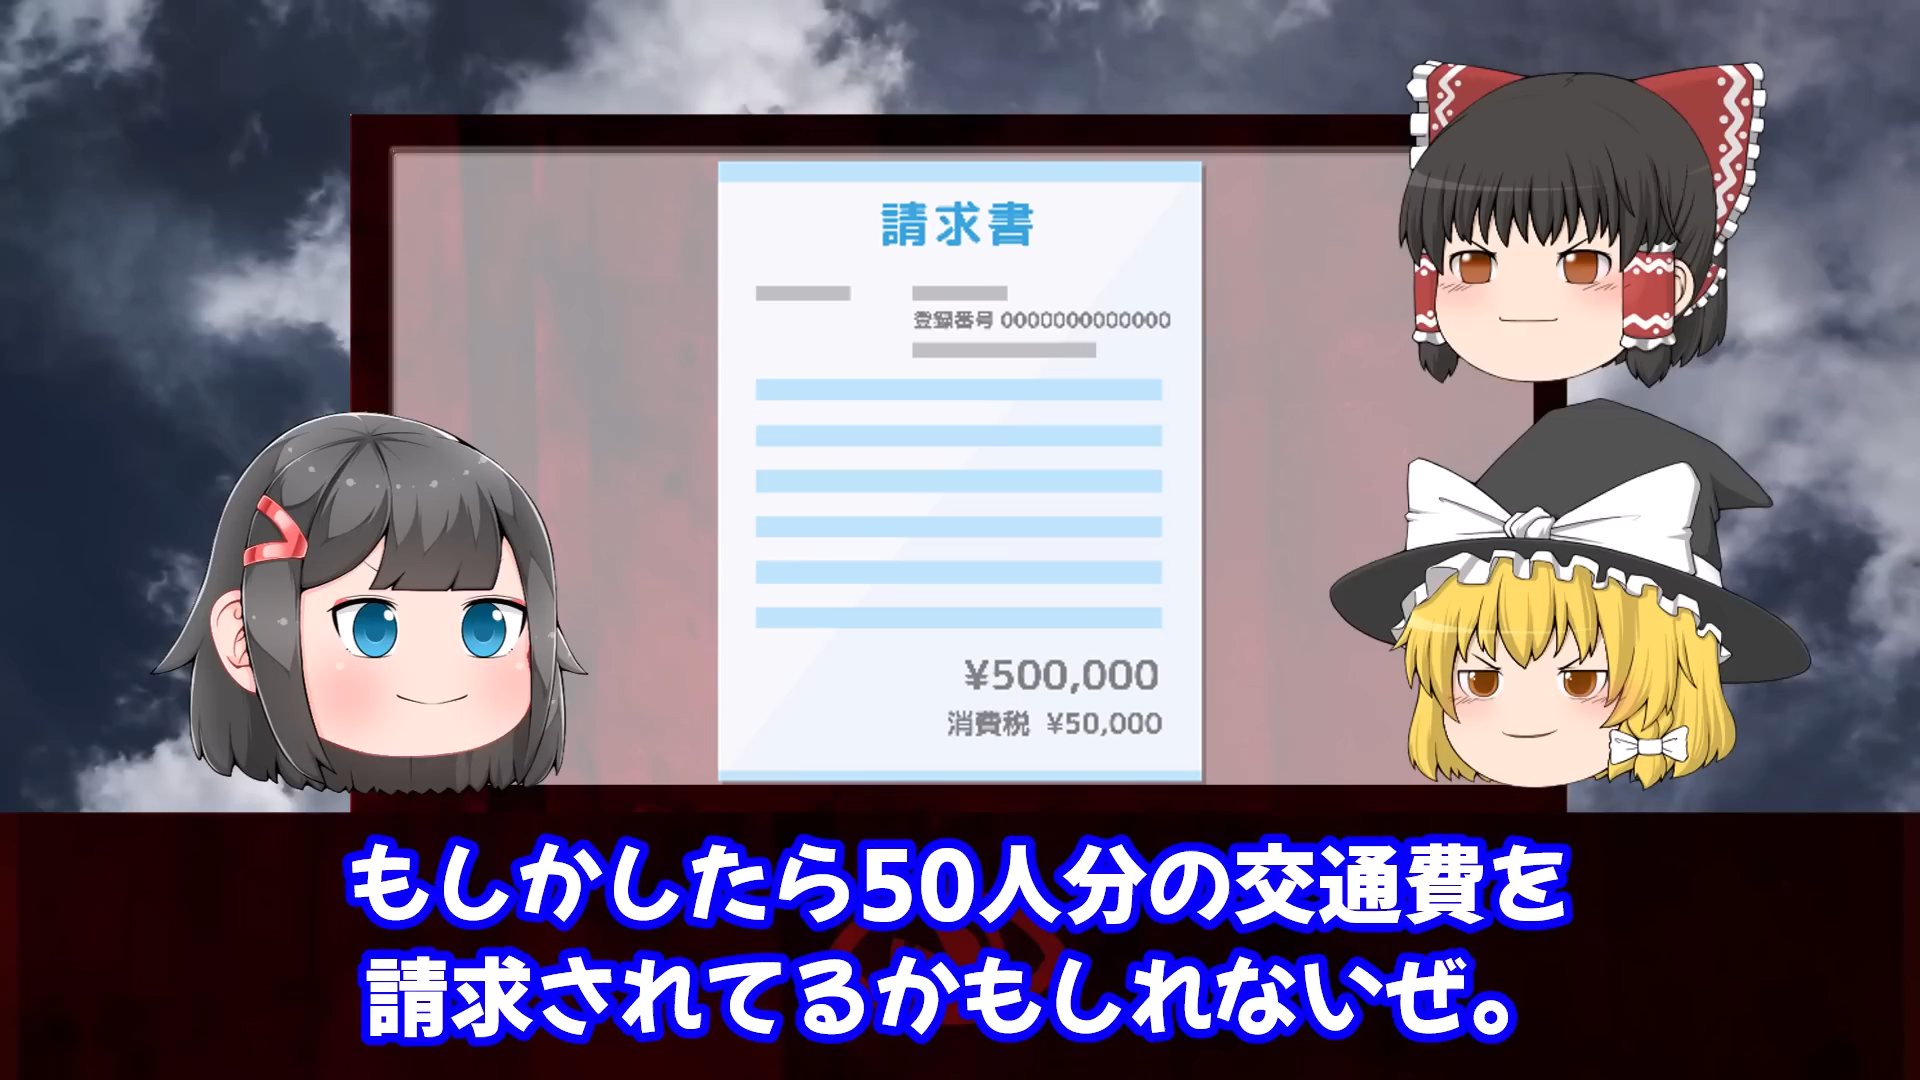 請求書
登録番号 0000000000000
¥500,000
消費税 ¥50,000
もしかしたら50人分の交通費を
請求されてるかもしれないぜ。